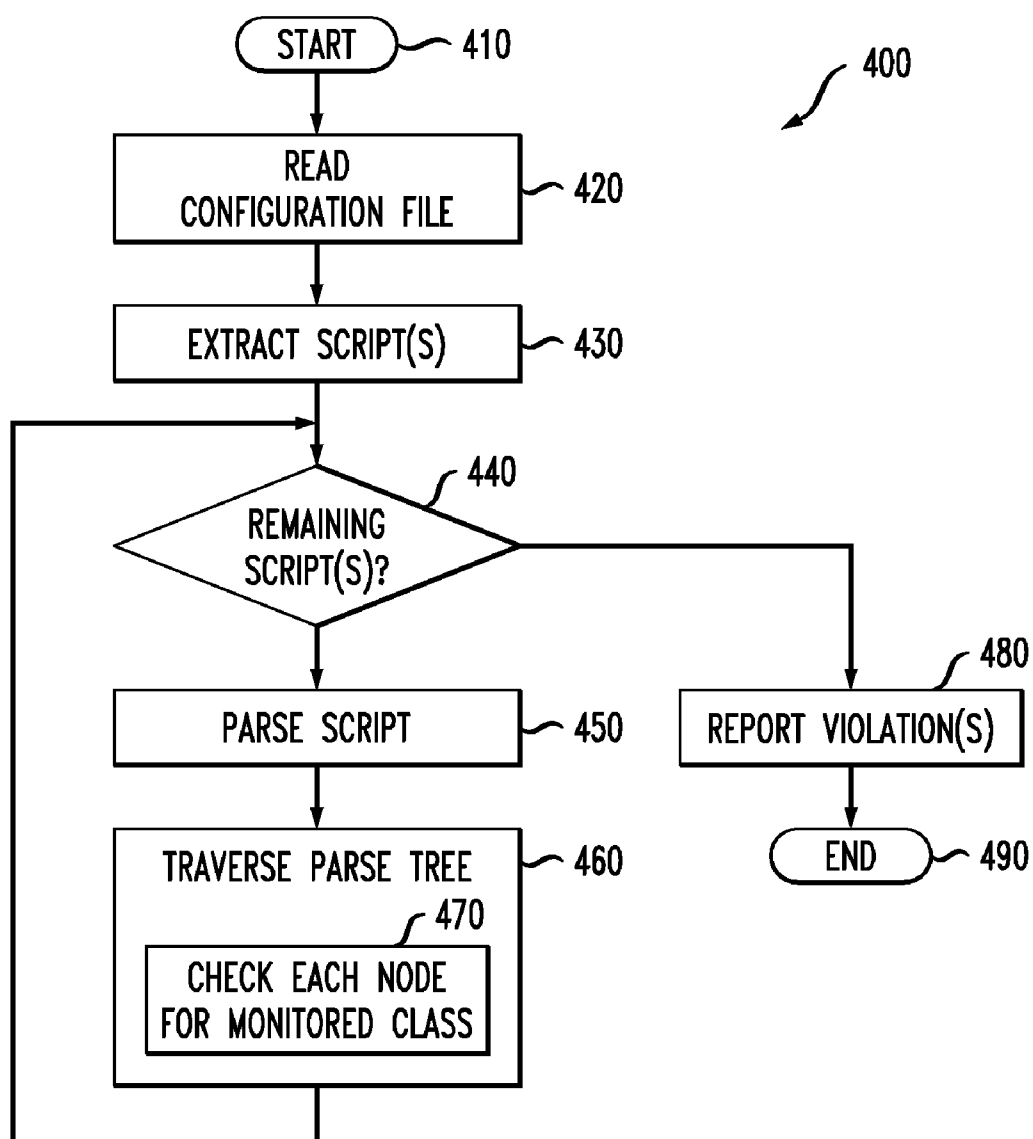 START
410
400
READ
CONFIGURATION FILE
420
EXTRACT SCRIPT(S)
430
440
REMAINING
SCRIPT(S)?
PARSE SCRIPT
450
480
REPORT VIOLATION(S)
TRAVERSE PARSE TREE
460
END
490
470
CHECK EACH NODE
FOR MONITORED CLASS